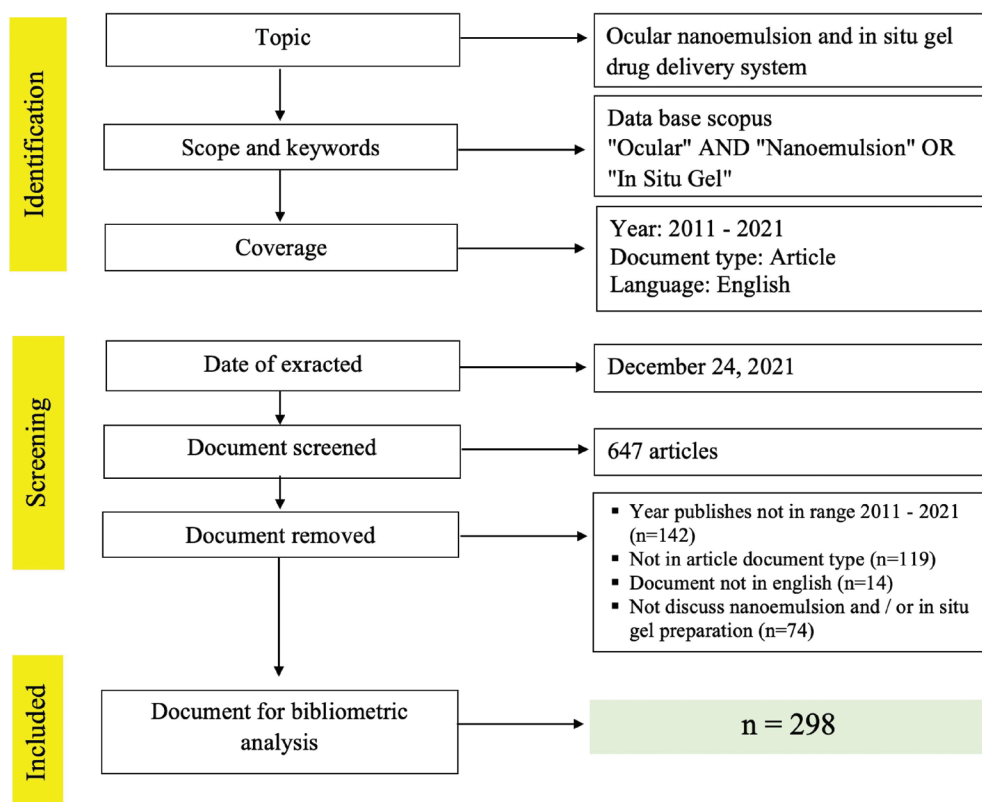 Identification
Topic
Ocular nanoemulsion and in situ gel
drug delivery system
Scope and keywords
Data base scopus
"Ocular" AND "Nanoemulsion" OR
"In Situ Gel"
Coverage
Year: 2011 - 2021
Document type: Article
Language: English
Screening
Date of exracted
December 24, 2021
Document screened
647 articles
Document removed
▪ Year publishes not in range 2011 - 2021
(n=142)
▪ Not in article document type (n=119)
▪ Document not in english (n=14)
▪ Not discuss nanoemulsion and / or in situ
gel preparation (n=74)
Included
Document for bibliometric
analysis
n = 298